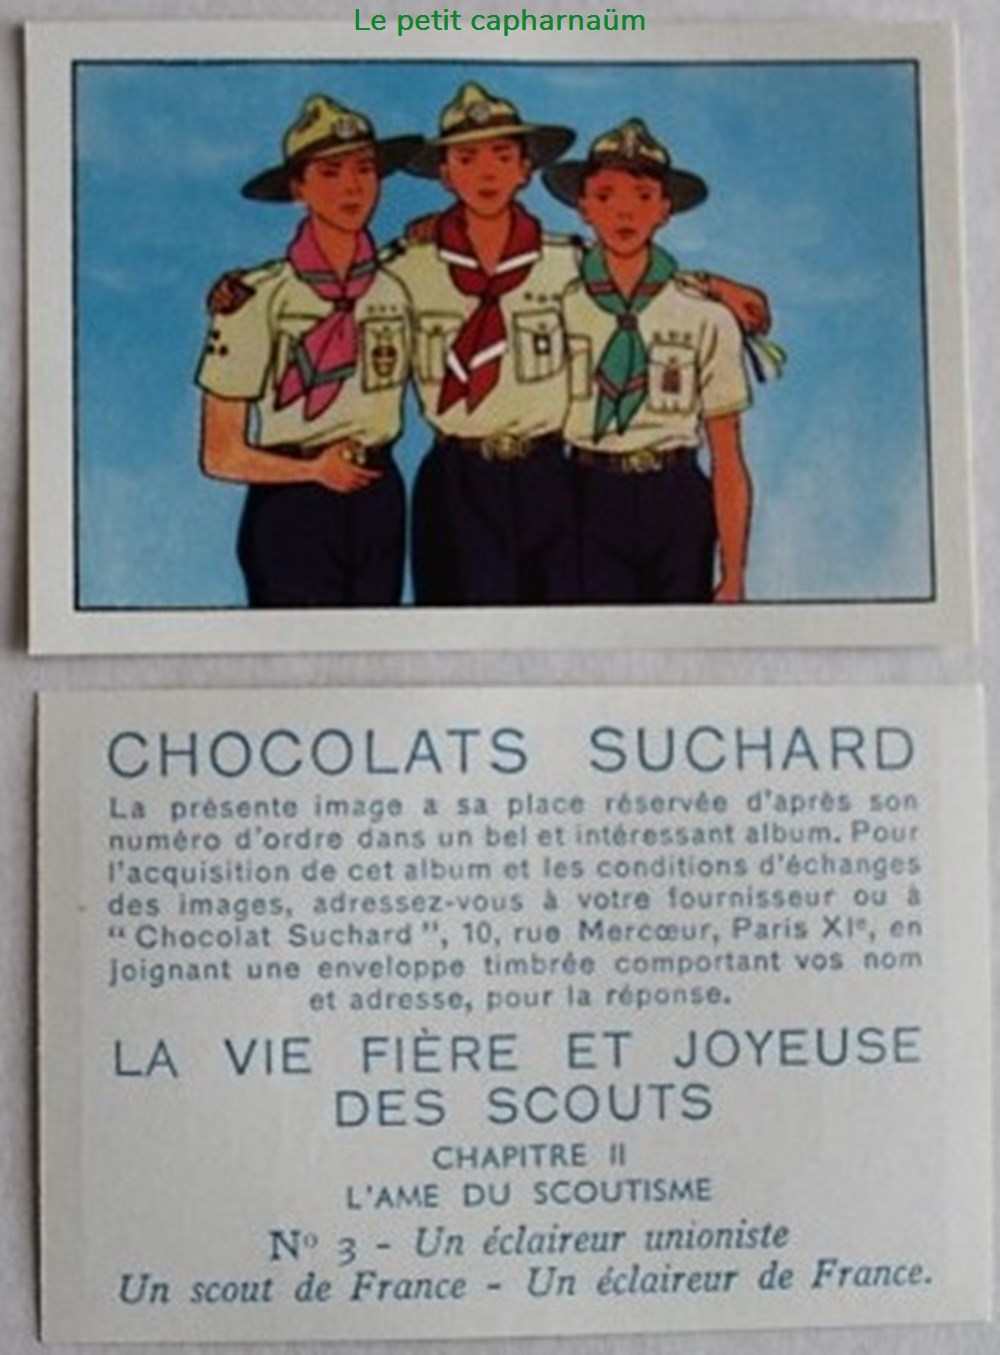 Le petit capharnaüm
CHOCOLATS SUCHARD
La présente image a sa place réservée d'après son
numéro d'ordre dans un bel et intéressant album. Pour
l'acquisition de cet album et les conditions d'échanges
des images, adressez-vous à votre fournisseur ou à
“ Chocolat Suchard ”, 10, rue Mercœur, Paris XIe, en
joignant une enveloppe timbrée comportant vos nom
et adresse, pour la réponse.
LA VIE FIÈRE ET JOYEUSE
DES SCOUTS
CHAPITRE II
L'AME DU SCOUTISME
No 3 - Un éclaireur unioniste
Un scout de France - Un éclaireur de France.